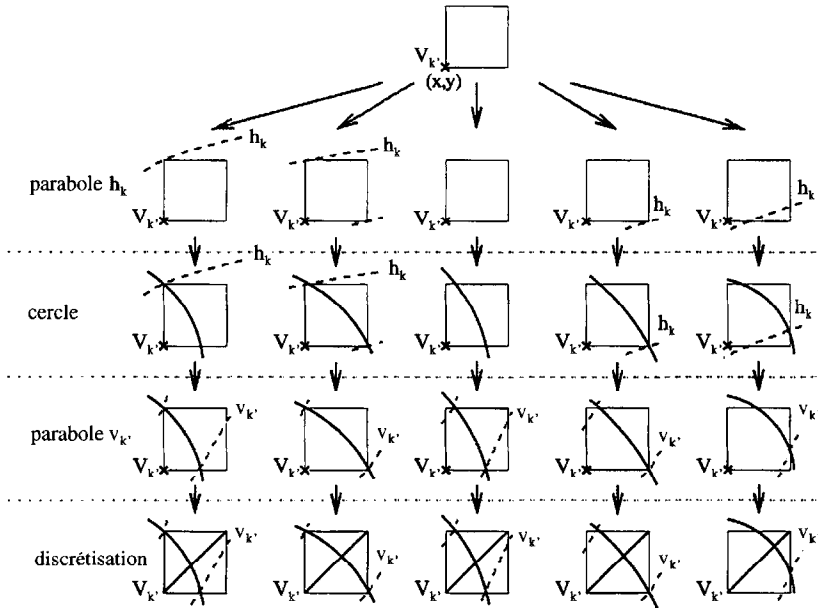 V_k'
(x,y)
h_k
h_k
parabole h_k
h_k
h_k
V_k' V_k' V_k' V_k' V_k'
h_k
h_k
cercle
h_k
h_k
V_k' V_k' V_k' V_k' V_k'
parabole v_k'
v_k' v_k' v_k' v_k' v_k'
V_k' V_k' V_k' V_k' V_k'
discrétisation
v_k' v_k' v_k' v_k' v_k'
V_k' V_k' V_k' V_k' V_k'